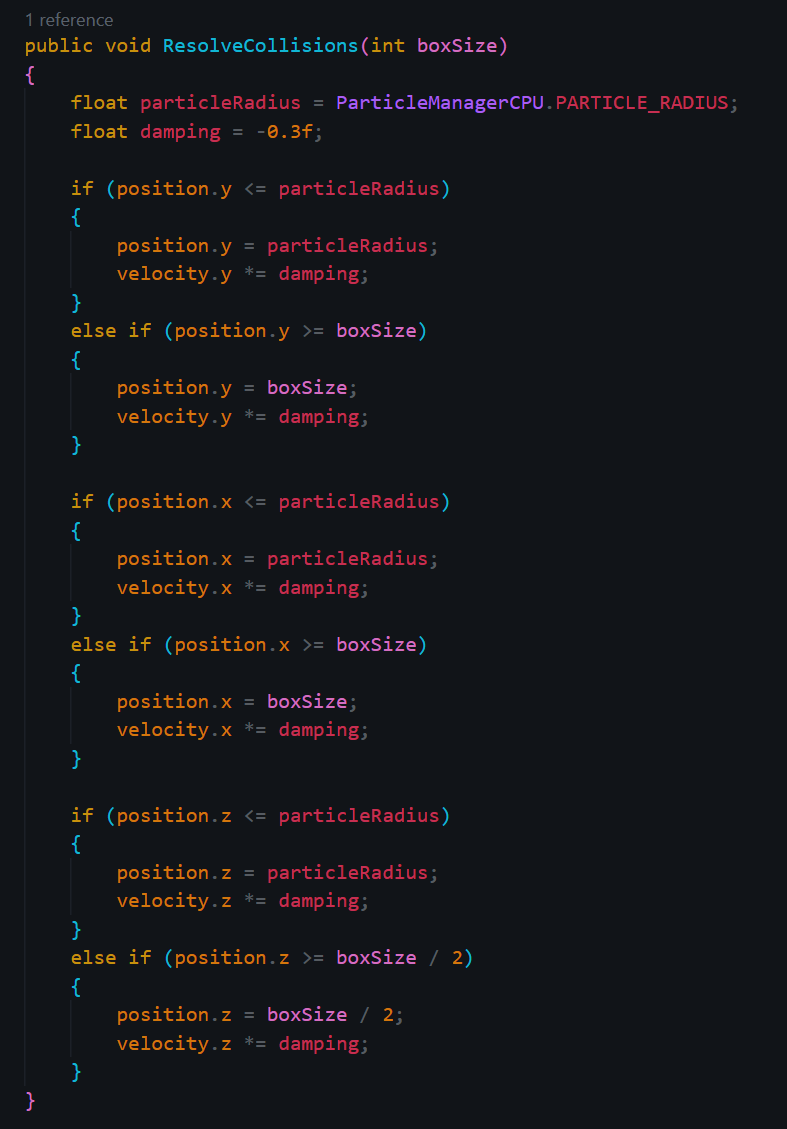 1 reference
public void ResolveCollisions(int boxSize)
{
    float particleRadius = ParticleManagerCPU.PARTICLE_RADIUS;
    float damping = -0.3f;

    if (position.y <= particleRadius)
    {
        position.y = particleRadius;
        velocity.y *= damping;
    }
    else if (position.y >= boxSize)
    {
        position.y = boxSize;
        velocity.y *= damping;
    }

    if (position.x <= particleRadius)
    {
        position.x = particleRadius;
        velocity.x *= damping;
    }
    else if (position.x >= boxSize)
    {
        position.x = boxSize;
        velocity.x *= damping;
    }

    if (position.z <= particleRadius)
    {
        position.z = particleRadius;
        velocity.z *= damping;
    }
    else if (position.z >= boxSize / 2)
    {
        position.z = boxSize / 2;
        velocity.z *= damping;
    }
}